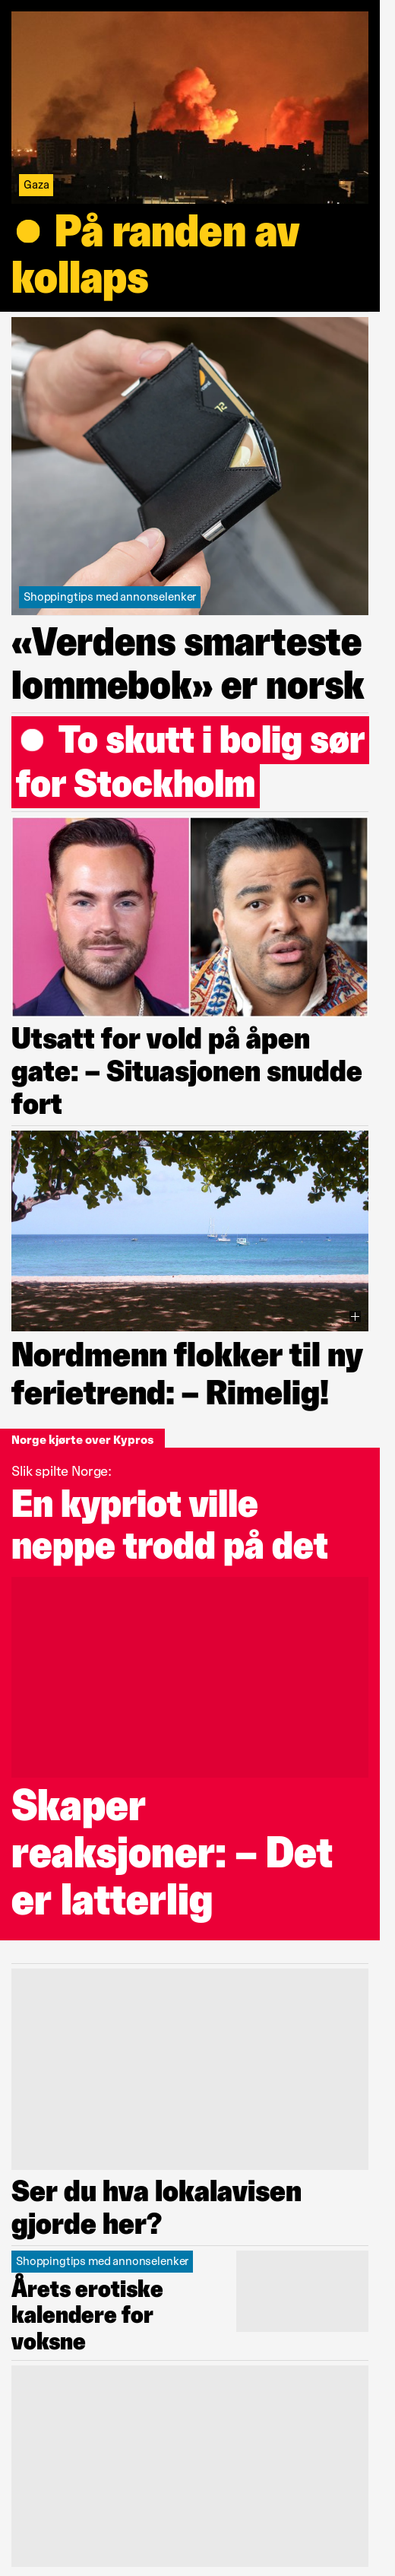 Gaza
På randen av
kollaps
Shoppingtips med annonselenker
«Verdens smarteste
lommebok» er norsk
To skutt i bolig sør
for Stockholm
Utsatt for vold på åpen
gate: – Situasjonen snudde
fort
Nordmenn flokker til ny
ferietrend: – Rimelig!
Norge kjørte over Kypros
Slik spilte Norge:
En kypriot ville
neppe trodd på det
Skaper
reaksjoner: – Det
er latterlig
Ser du hva lokalavisen
gjorde her?
Shoppingtips med annonselenker
Årets erotiske
kalendere for
voksne